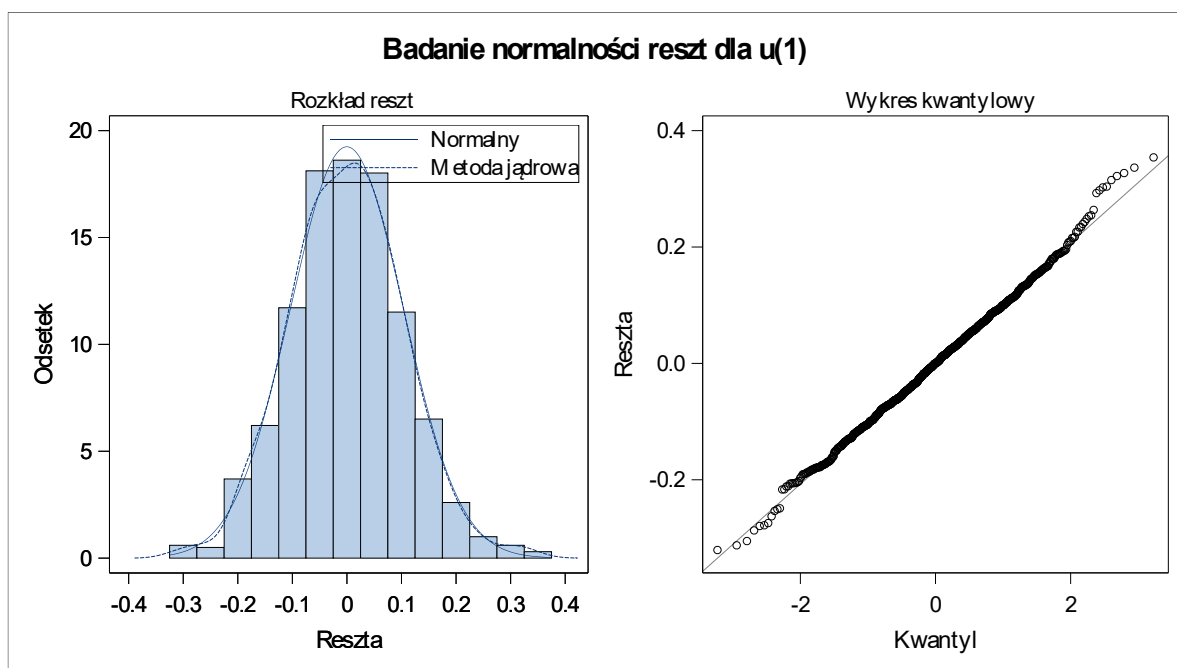 Badanie normalności reszt dla u(1)
Rozkład reszt
20
15
10
5
0
Odsetek
Normalny
Metoda jądrowa
-0.4 -0.3 -0.2 -0.1 0 0.1 0.2 0.3 0.4
Reszta
Wykres kwantylowy
0.4
0.2
0.0
-0.2
Reszta
-2 0 2
Kwantyl